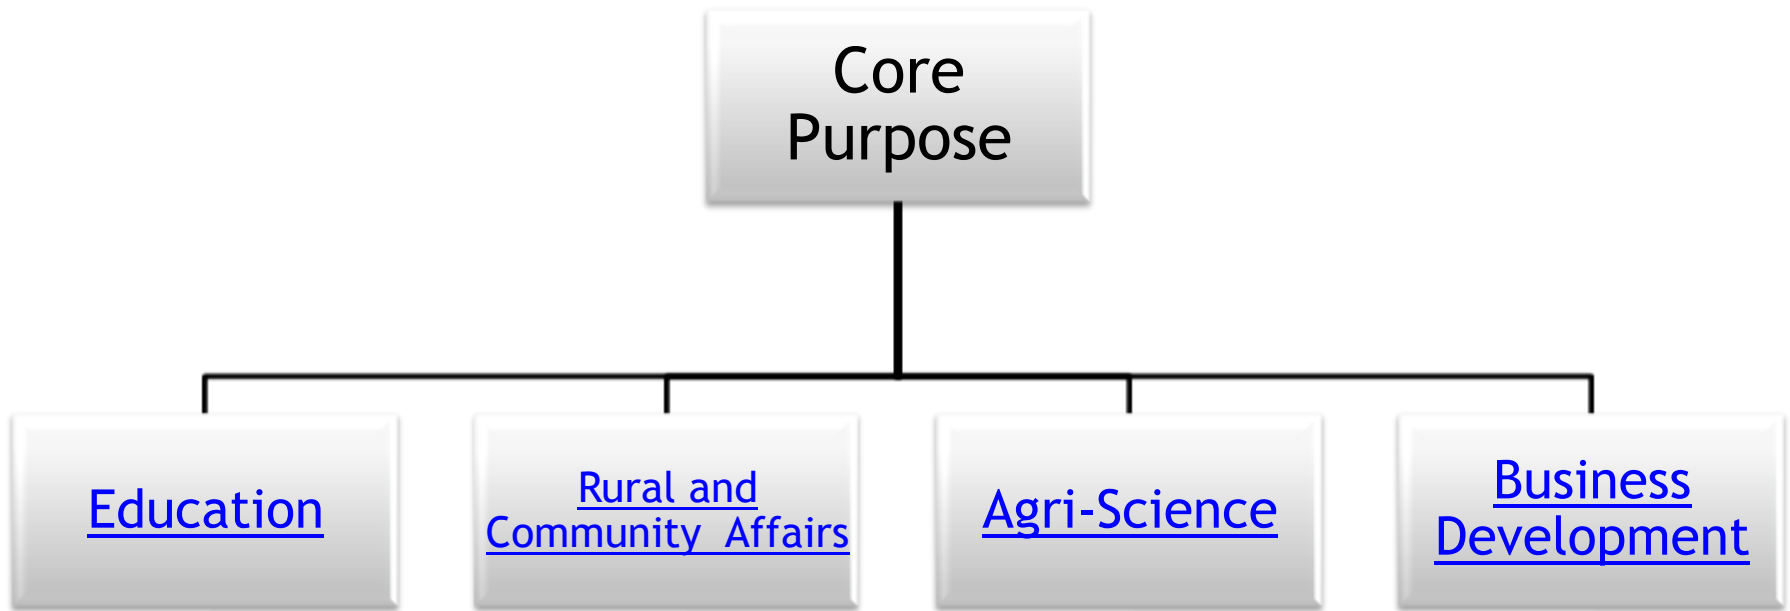 Core
Purpose
Education
Rural and
Community Affairs
Agri-Science
Business
Development